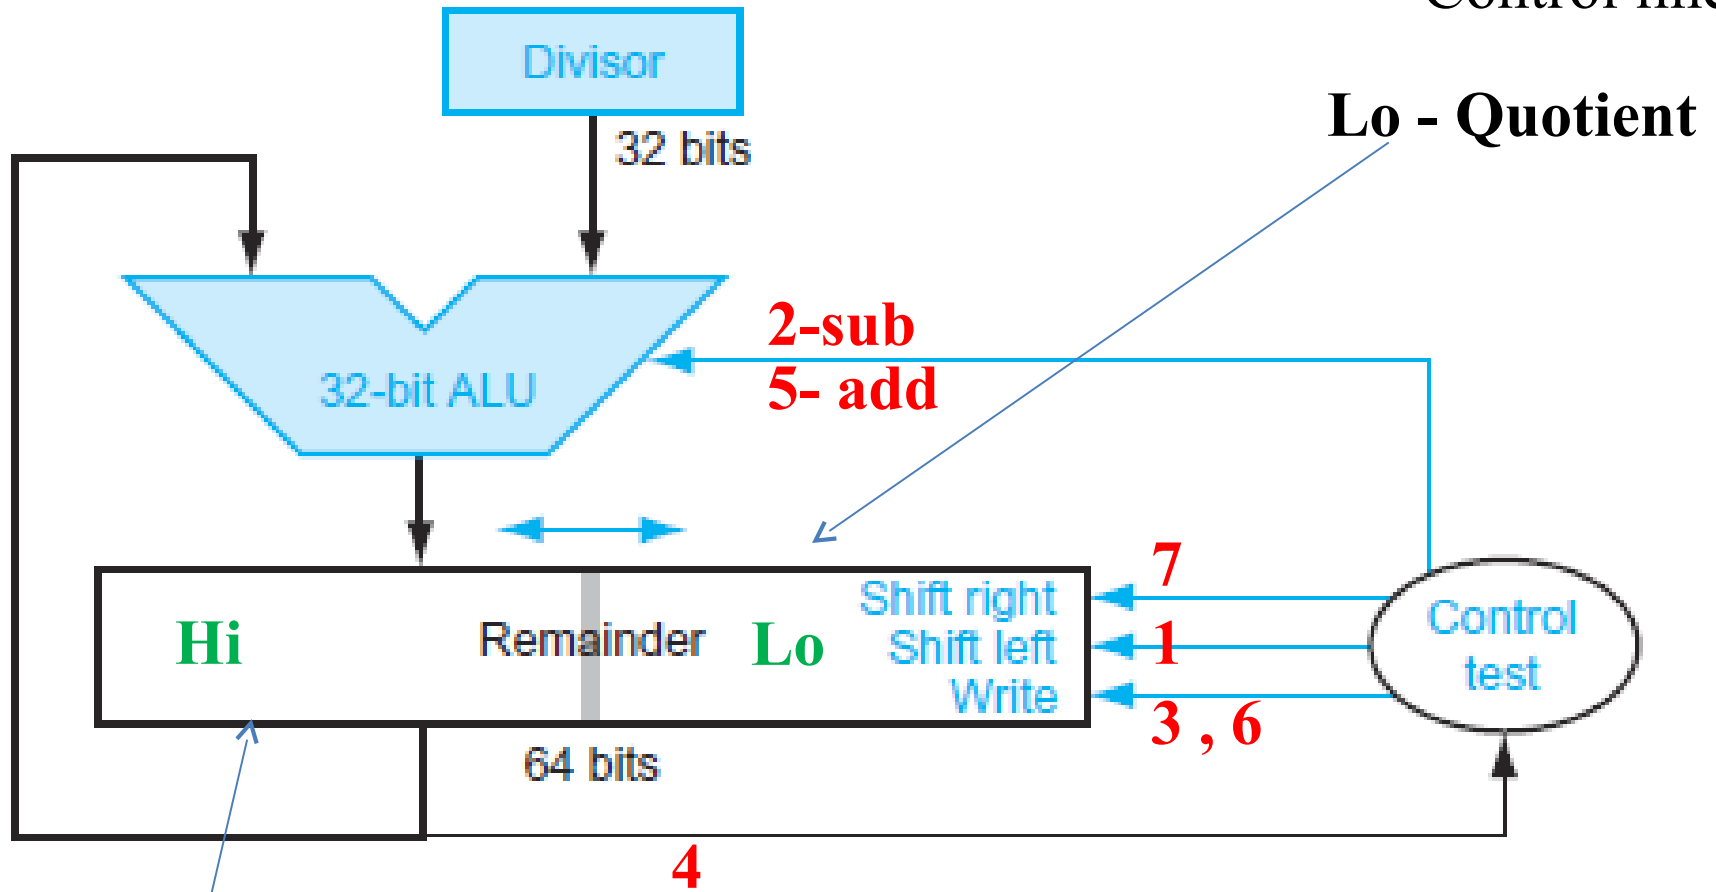 Divisor
Lo - Quotient
32 bits
2-sub
5- add
32-bit ALU
7
Shift right
Control
test
Hi
Remainder
Lo
Shift left
1
Write
3 , 6
64 bits
4